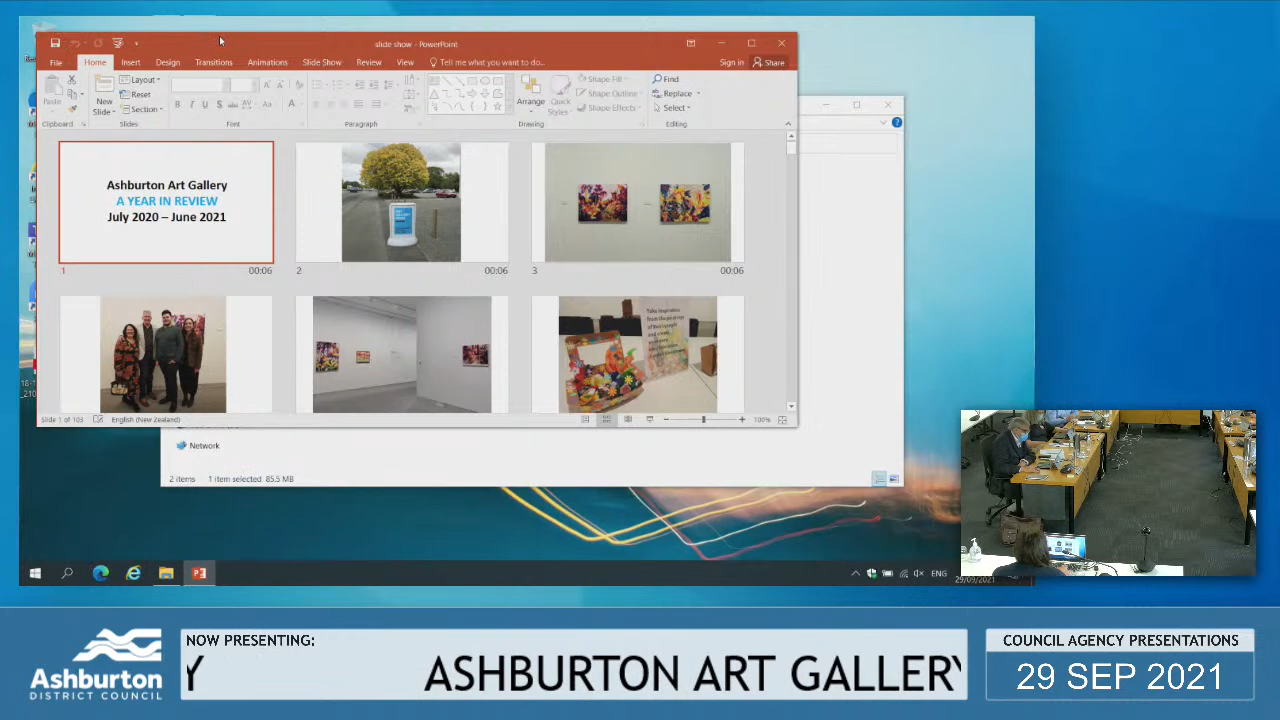 slide show - PowerPoint
File Home Insert Design Transitions Animations Slide Show Review View Tell me what you want to do... Sign in Share
Paste
Clipboard
New
Slide
Layout
Reset
Section
Slides
Font
Paragraph
Arrange
Quick
Styles
Shape Fill
Shape Outline
Shape Effects
Drawing
Find
Replace
Select
Editing
Ashburton Art Gallery
A YEAR IN REVIEW
July 2020 – June 2021
1 00:06
2 00:06
3 00:06
Take inspiration
Slide 1 of 103 English (New Zealand) 100%
Network
2 items 1 item selected 85.5 MB
ENG
29/09/2021
Ashburton
DISTRICT COUNCIL
NOW PRESENTING:
Y ASHBURTON ART GALLERY
COUNCIL AGENCY PRESENTATIONS
29 SEP 2021